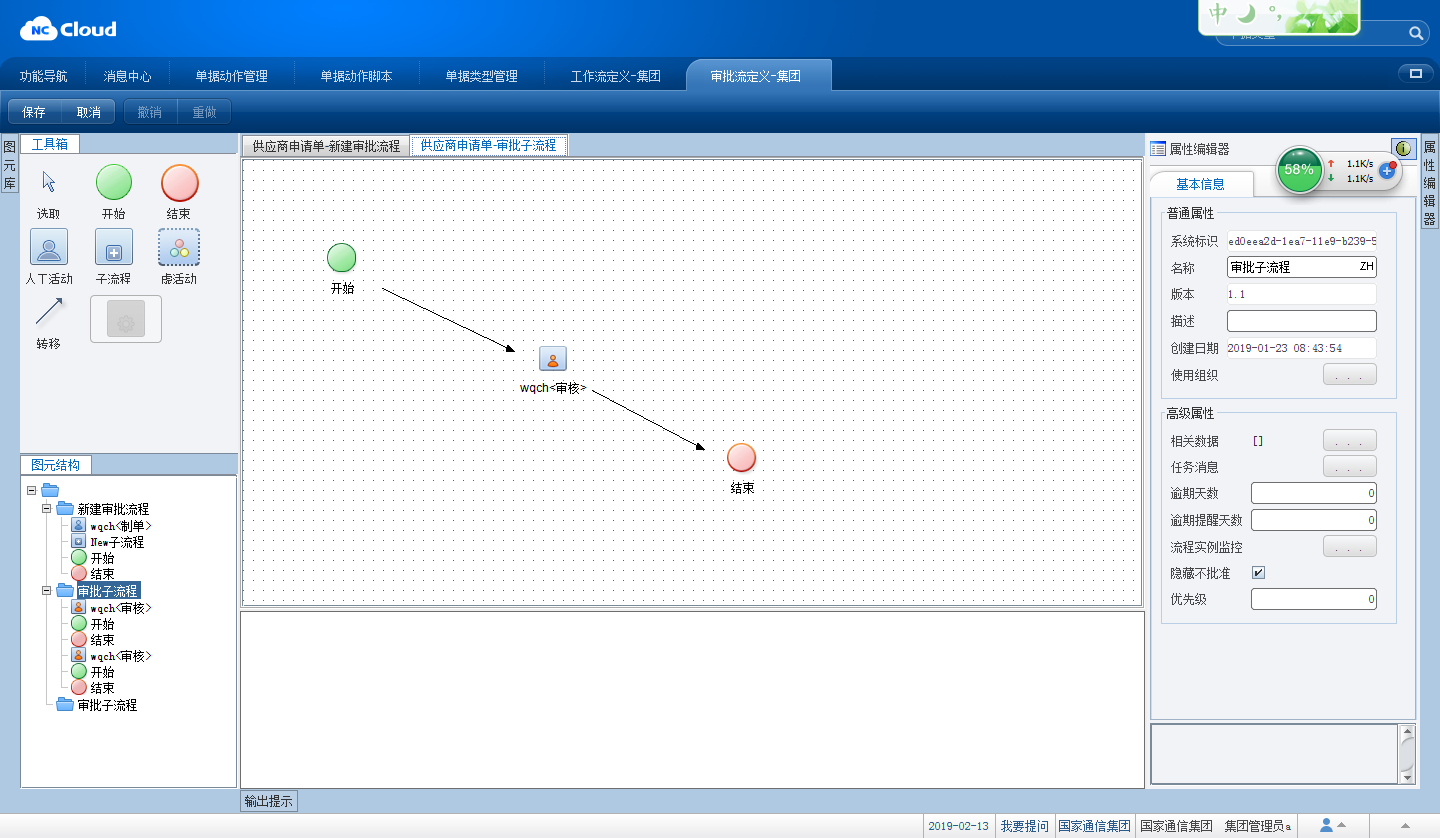 NC Cloud
中
功能导航 消息中心 单据动作管理 单据动作脚本 单据类型管理 工作流定义-集团 审批流定义-集团
保存 取消 撤销 重做
图元库
工具箱
选取 开始 结束
人工活动 子流程 虚活动
转移
图元结构
新建审批流程
wqch<制单>
New子流程
开始
结束
审批子流程
wqch<审核>
开始
结束
wqch<审核>
开始
结束
审批子流程
供应商申请单-新建审批流程 供应商申请单-审批子流程
开始
wqch<审核>
结束
输出提示
属性编辑器
58%
1.1K/s
1.1K/s
基本信息
普通属性
系统标识 ed0eea2d-1ea7-11e9-b239-5
名称 审批子流程 ZH
版本 1.1
描述
创建日期 2019-01-23 08:43:54
使用组织 . . .
高级属性
相关数据 [] . . .
任务消息 . . .
逾期天数 0
逾期提醒天数 0
流程实例监控 . . .
隐藏不批准
优先级 0
属性编辑器
2019-02-13 我要提问 国家通信集团 国家通信集团 集团管理员a